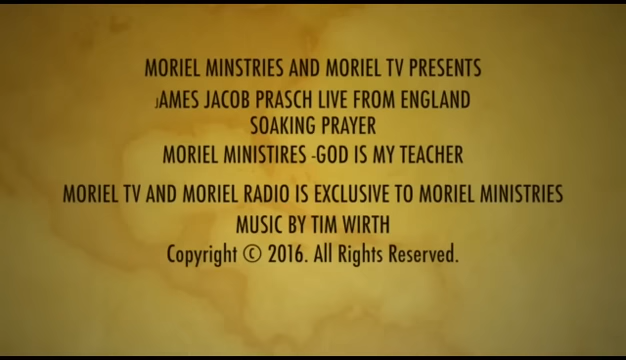 MORIEL MINSTRIES AND MORIEL TV PRESENTS
JAMES JACOB PRASCH LIVE FROM ENGLAND
SOAKING PRAYER
MORIEL MINISTIRES -GOD IS MY TEACHER
MORIEL TV AND MORIEL RADIO IS EXCLUSIVE TO MORIEL MINISTRIES
MUSIC BY TIM WIRTH
Copyright © 2016. All Rights Reserved.